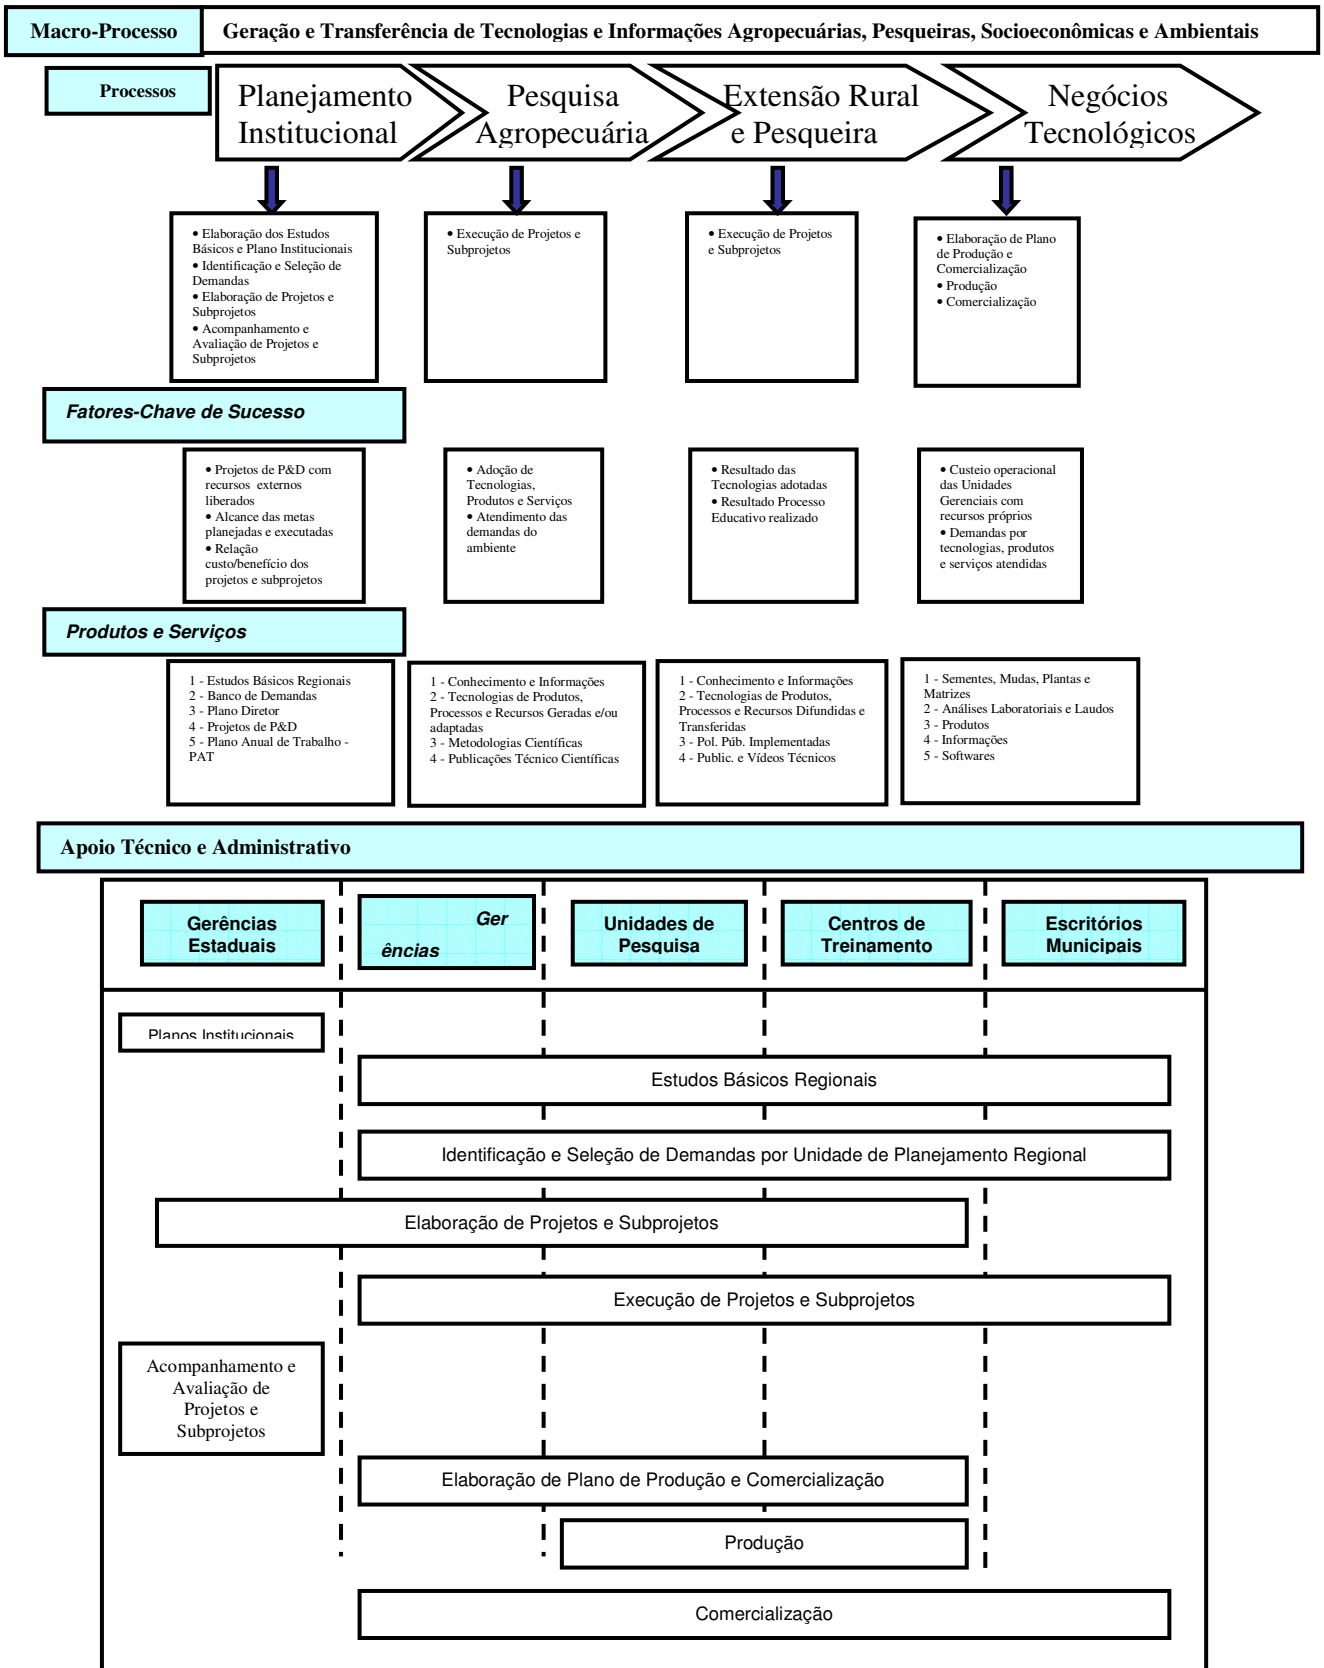 Macro-Processo
Geração e Transferência de Tecnologias e Informações Agropecuárias, Pesqueiras, Socioeconômicas e Ambientais
Processos
Planejamento
Institucional
Pesquisa
Agropecuária
Extensão Rural
e Pesqueira
Negócios
Tecnológicos
• Elaboração dos Estudos
Básicos e Plano Institucionais
• Identificação e Seleção de
Demandas
• Elaboração de Projetos e
Subprojetos
• Acompanhamento e
Avaliação de Projetos e
Subprojetos
• Execução de Projetos e
Subprojetos
• Execução de Projetos
e Subprojetos
• Elaboração de Plano
de Produção e
Comercialização
• Produção
• Comercialização
Fatores-Chave de Sucesso
• Projetos de P&D com
recursos externos
liberados
• Alcance das metas
planejadas e executadas
• Relação
custo/benefício dos
projetos e subprojetos
• Adoção de
Tecnologias,
Produtos e Serviços
• Atendimento das
demandas do
ambiente
• Resultado das
Tecnologias adotadas
• Resultado Processo
Educativo realizado
• Custeio operacional
das Unidades
Gerenciais com
recursos próprios
• Demandas por
tecnologias, produtos
e serviços atendidas
Produtos e Serviços
1 - Estudos Básicos Regionais
2 - Banco de Demandas
3 - Plano Diretor
4 - Projetos de P&D
5 - Plano Anual de Trabalho -
PAT
1 - Conhecimento e Informações
2 - Tecnologias de Produtos,
Processos e Recursos Geradas e/ou
adaptadas
3 - Metodologias Científicas
4 - Publicações Técnico Científicas
1 - Conhecimento e Informações
2 - Tecnologias de Produtos,
Processos e Recursos Difundidas e
Transferidas
3 - Pol. Púb. Implementadas
4 - Public. e Vídeos Técnicos
1 - Sementes, Mudas, Plantas e
Matrizes
2 - Análises Laboratoriais e Laudos
3 - Produtos
4 - Informações
5 - Softwares
Apoio Técnico e Administrativo
Gerências
Estaduais
Ger
ências
Unidades de
Pesquisa
Centros de
Treinamento
Escritórios
Municipais
Planos Institucionais
Estudos Básicos Regionais
Identificação e Seleção de Demandas por Unidade de Planejamento Regional
Elaboração de Projetos e Subprojetos
Execução de Projetos e Subprojetos
Acompanhamento e
Avaliação de
Projetos e
Subprojetos
Elaboração de Plano de Produção e Comercialização
Produção
Comercialização